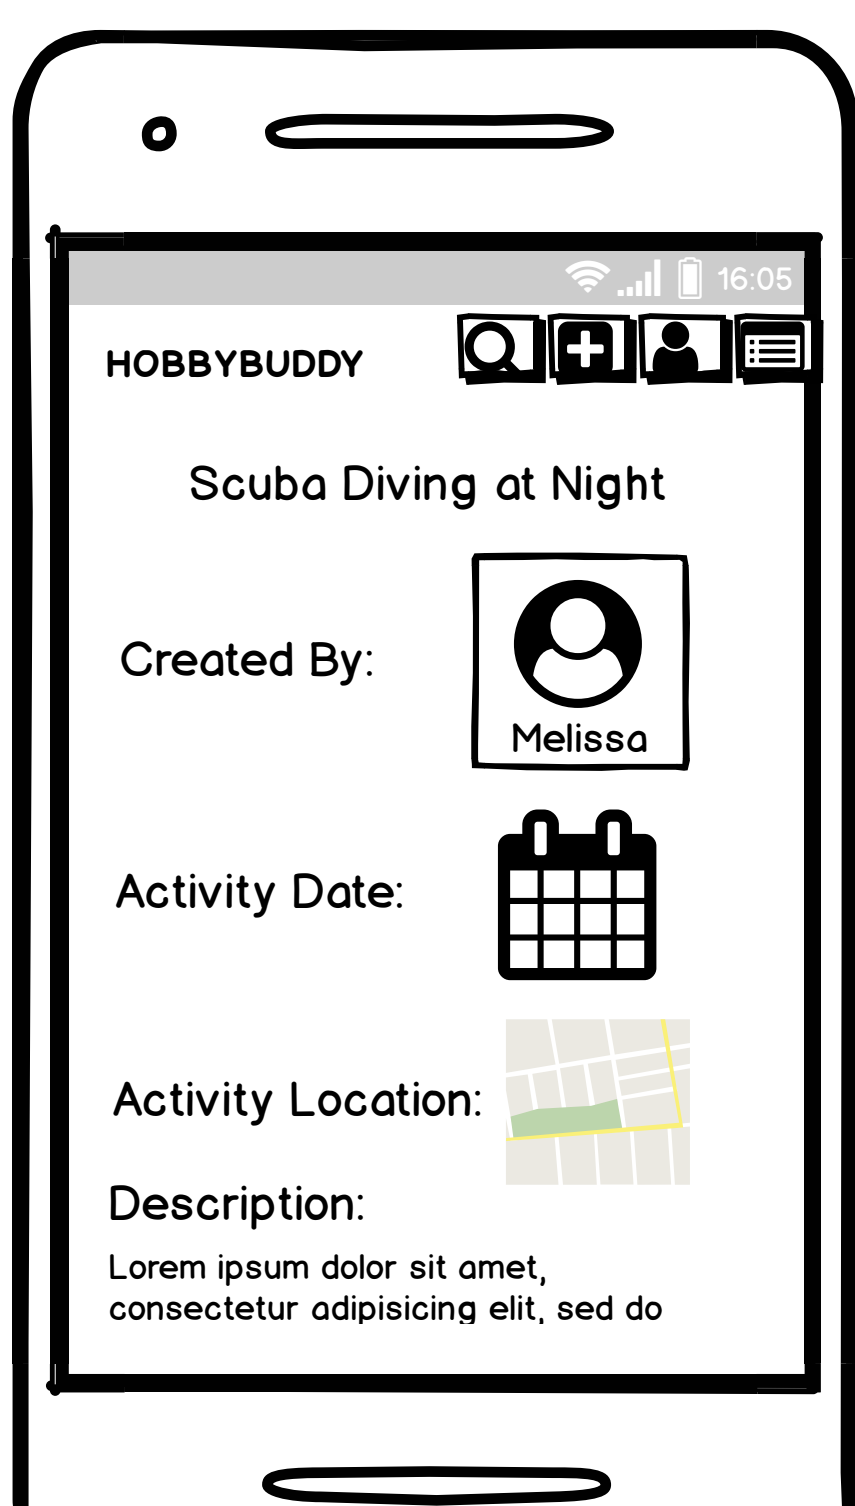 16:05
HOBBYBUDDY
Scuba Diving at Night
Created By:
Melissa
Activity Date:
Activity Location:
Description:
Lorem ipsum dolor sit amet,
consectetur adipisicing elit, sed do